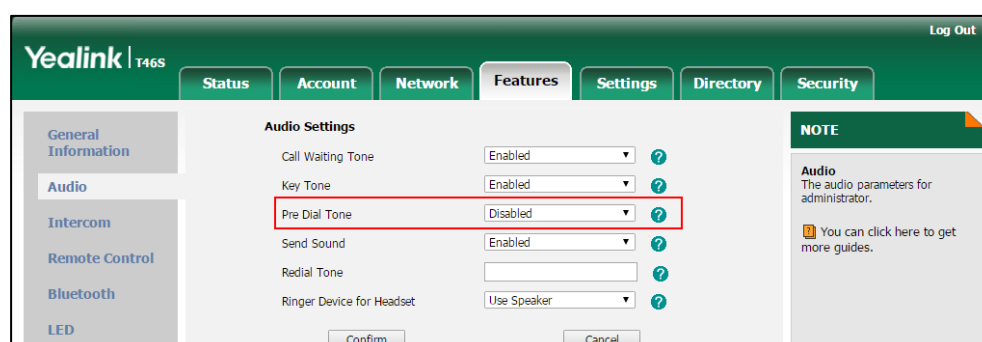 Log Out
Yealink T46S
Status Account Network Features Settings Directory Security
General
Information
Audio
Intercom
Remote Control
Bluetooth
LED
Audio Settings
Call Waiting Tone Enabled
Key Tone Enabled
Pre Dial Tone Disabled
Send Sound Enabled
Redial Tone
Ringer Device for Headset Use Speaker
Confirm Cancel
NOTE
Audio
The audio parameters for
administrator.
You can click here to get
more guides.